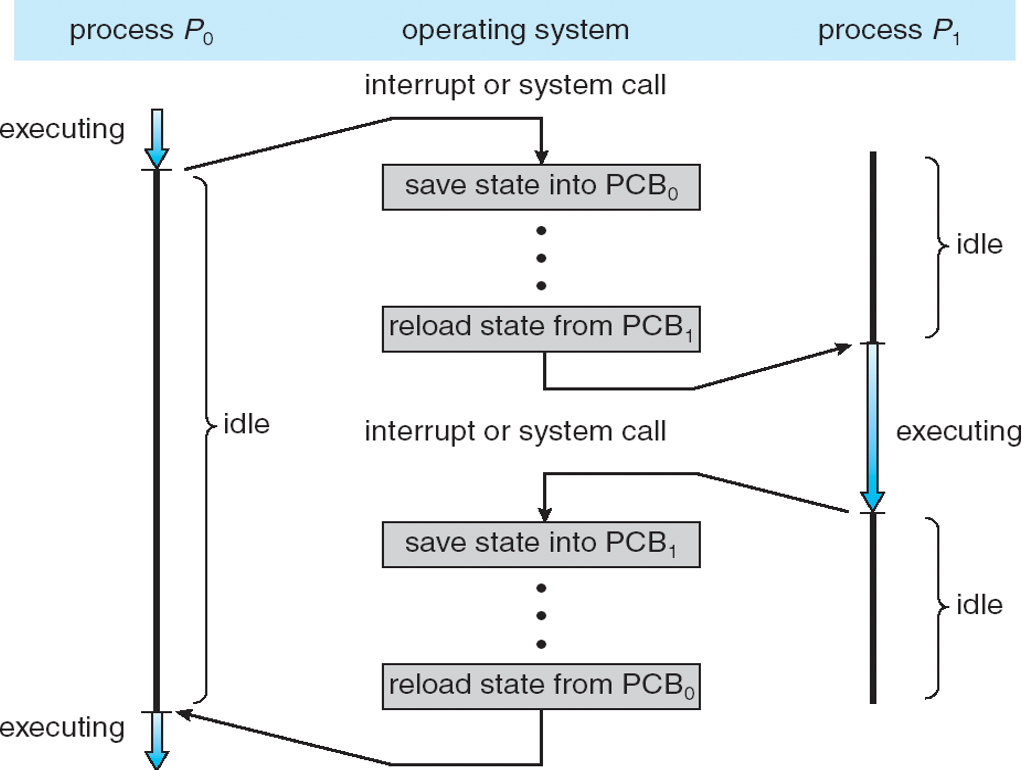 process P0
operating system
process P1
interrupt or system call
executing
save state into PCB0
idle
reload state from PCB1
idle
interrupt or system call
executing
save state into PCB1
idle
reload state from PCB0
executing